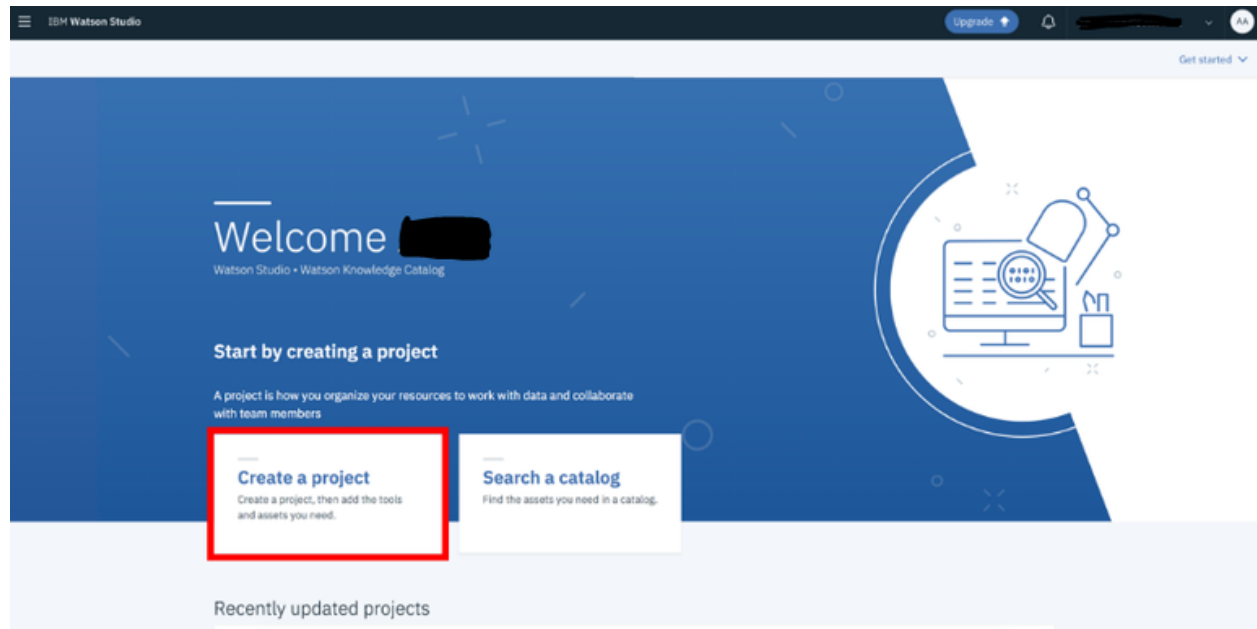 IBM Watson Studio
Upgrade
AA
Get started
Welcome
Watson Studio • Watson Knowledge Catalog
Start by creating a project
A project is how you organize your resources to work with data and collaborate
with team members
Create a project
Create a project, then add the tools
and assets you need.
Search a catalog
Find the assets you need in a catalog.
0101
1010
Recently updated projects